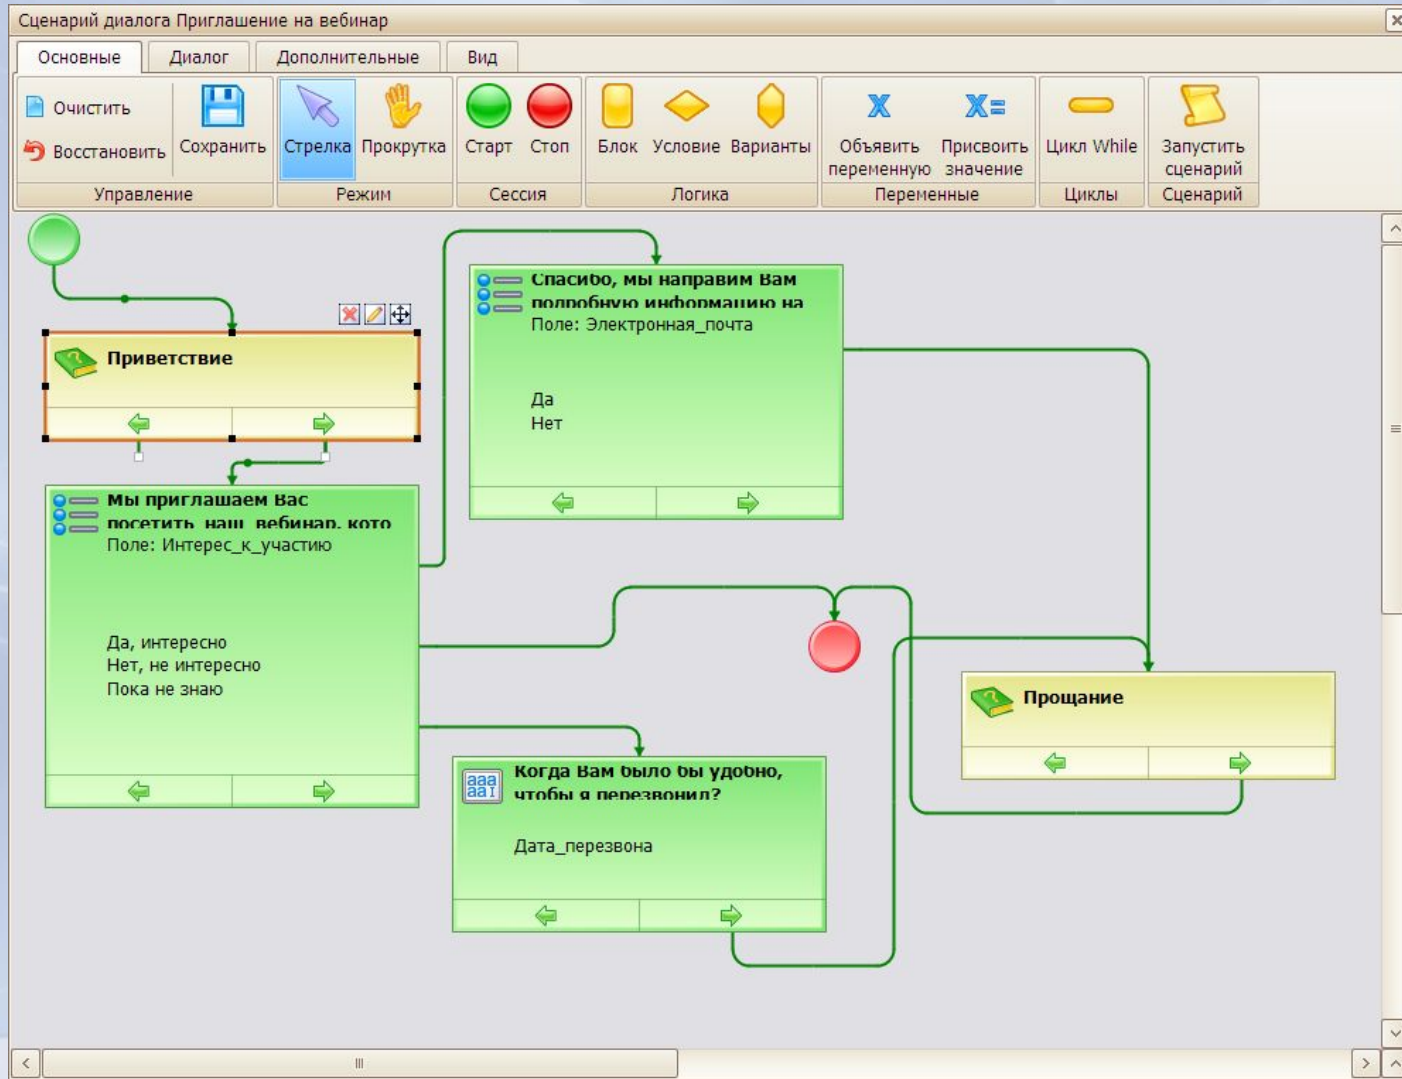 Сценарий диалога Приглашение на вебинар
Основные Диалог Дополнительные Вид
Очистить
Восстановить
Сохранить
Управление
Стрелка Прокрутка
Режим
Старт Стоп
Сессия
Блок Условие Варианты
Логика
Объявить
переменную
Присвоить
значение
Переменные
Цикл While
Циклы
Запустить
сценарий
Сценарий
Приветствие
Спасибо, мы направим Вам
подробную информацию на
Поле: Электронная_почта
Да
Нет
Мы приглашаем Вас
посетить наш вебинар, кото
Поле: Интерес_к_участию
Да, интересно
Нет, не интересно
Пока не знаю
Прощание
Когда Вам было бы удобно,
чтобы я перезвонил?
aaa
aaI
Дата_перезвона